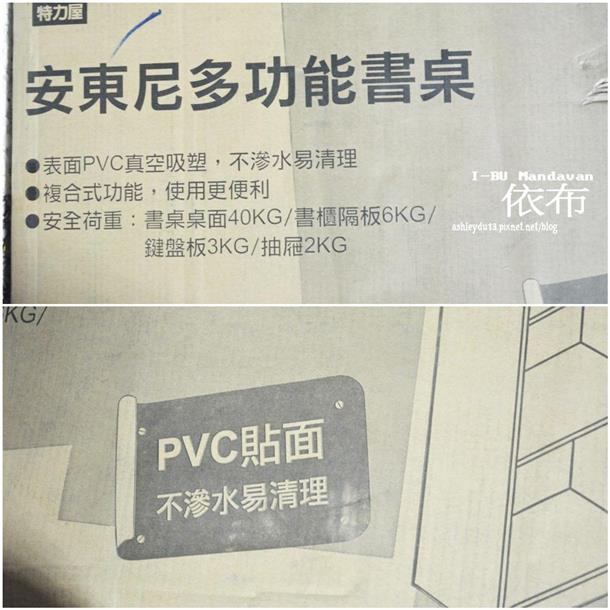 特力屋
安東尼多功能書桌
●表面PVC真空吸塑，不滲水易清理
●複合式功能，使用更便利
●安全荷重：書桌桌面40KG/書櫃隔板6KG/
鍵盤板3KG/抽屜2KG
I-BU Mandavan
依布
ashleydu13.pixnet.net/blog
KG/
PVC貼面
不滲水易清理